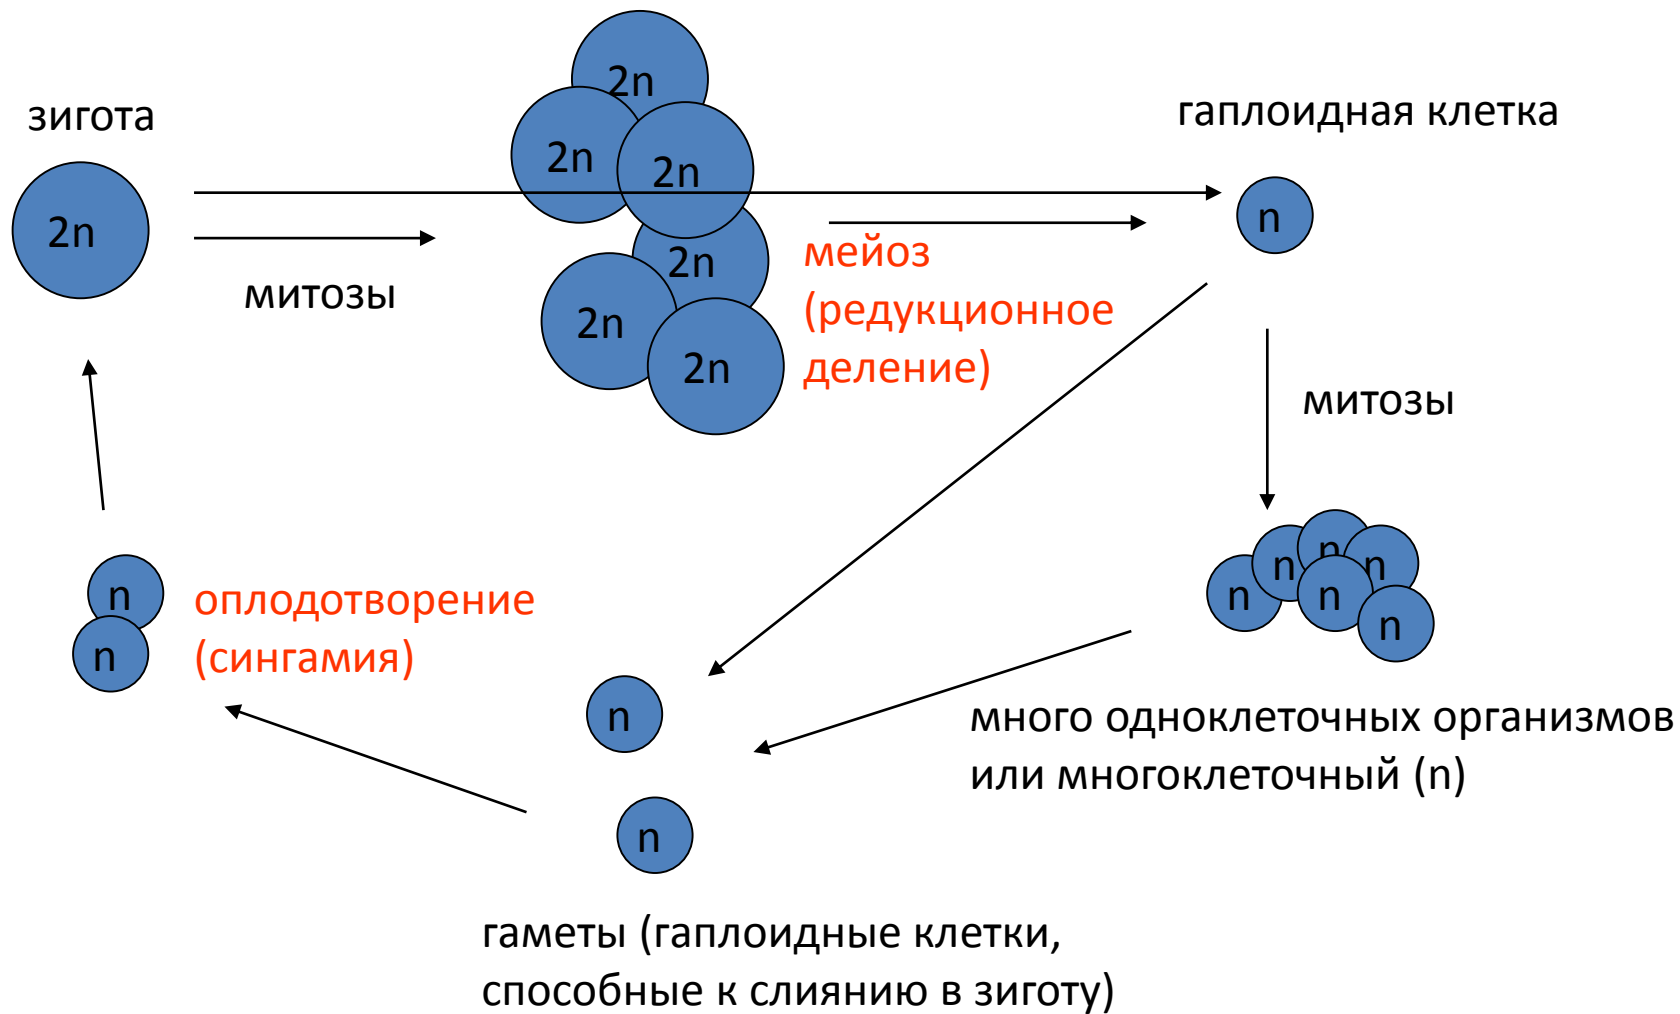 зигота
2n
митозы
2n
2n
2n
2n
2n
2n
мейоз
(редукционное
деление)
гаплоидная клетка
n
митозы
n
n
n
n
n
n
много одноклеточных организмов
или многоклеточный (n)
n
n
гаметы (гаплоидные клетки,
способные к слиянию в зиготу)
оплодотворение
(сингамия)
n
n